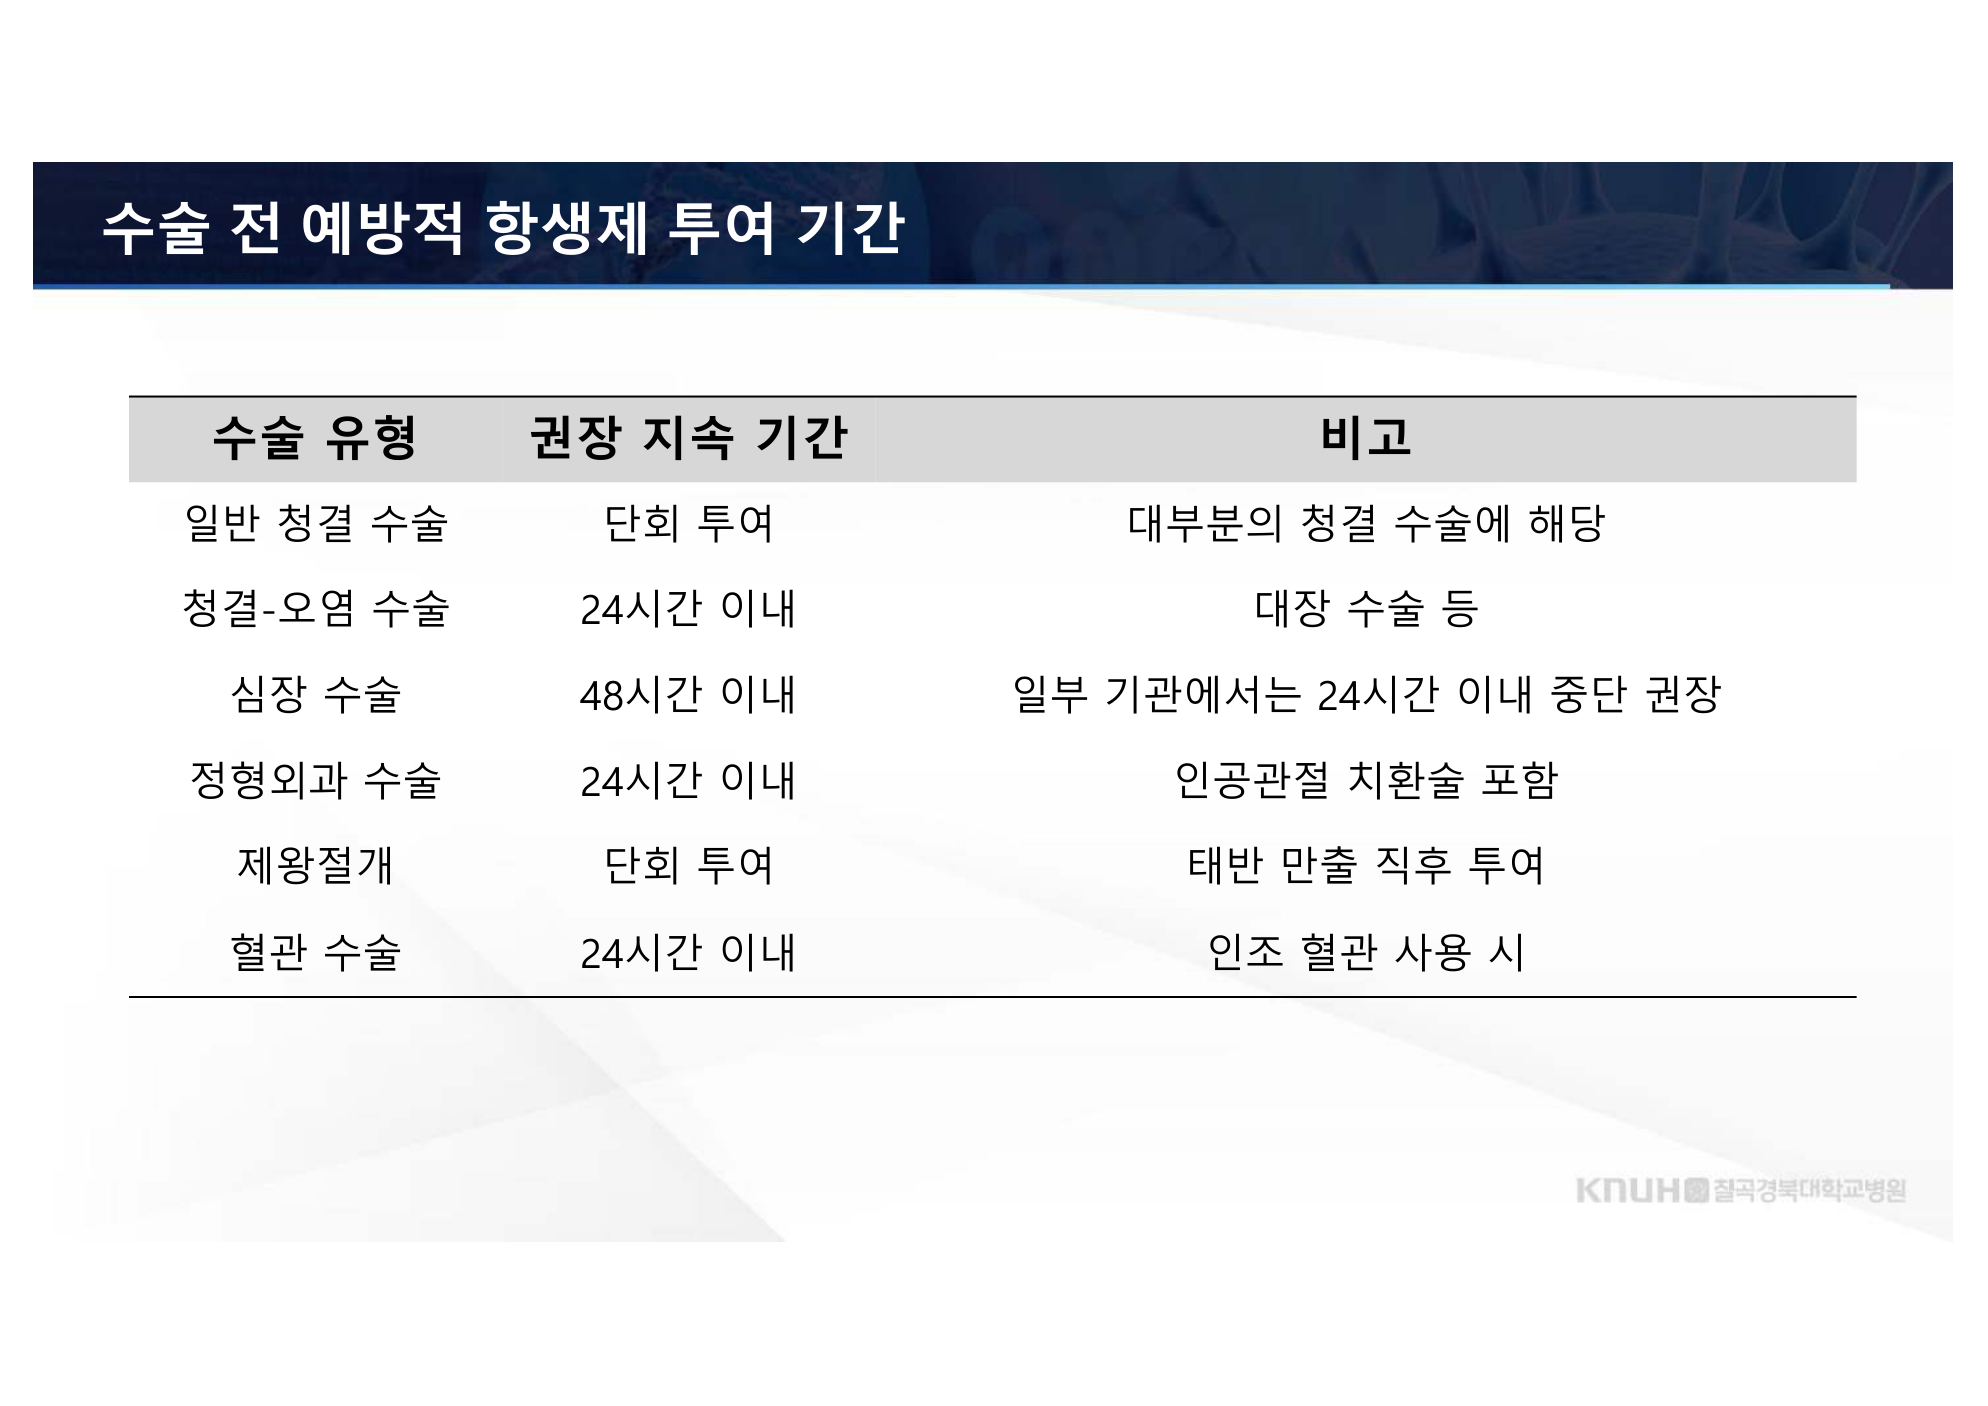 수술 전 예방적 항생제 투여 기간
수술 유형 권장 지속 기간 비고
일반 청결 수술 단회 투여 대부분의 청결 수술에 해당
청결-오염 수술 24시간 이내 대장 수술 등
심장 수술 48시간 이내 일부 기관에서는 24시간 이내 중단 권장
정형외과 수술 24시간 이내 인공관절 치환술 포함
제왕절개 단회 투여 태반 만출 직후 투여
혈관 수술 24시간 이내 인조 혈관 사용 시
KNUH 칠곡경북대학교병원